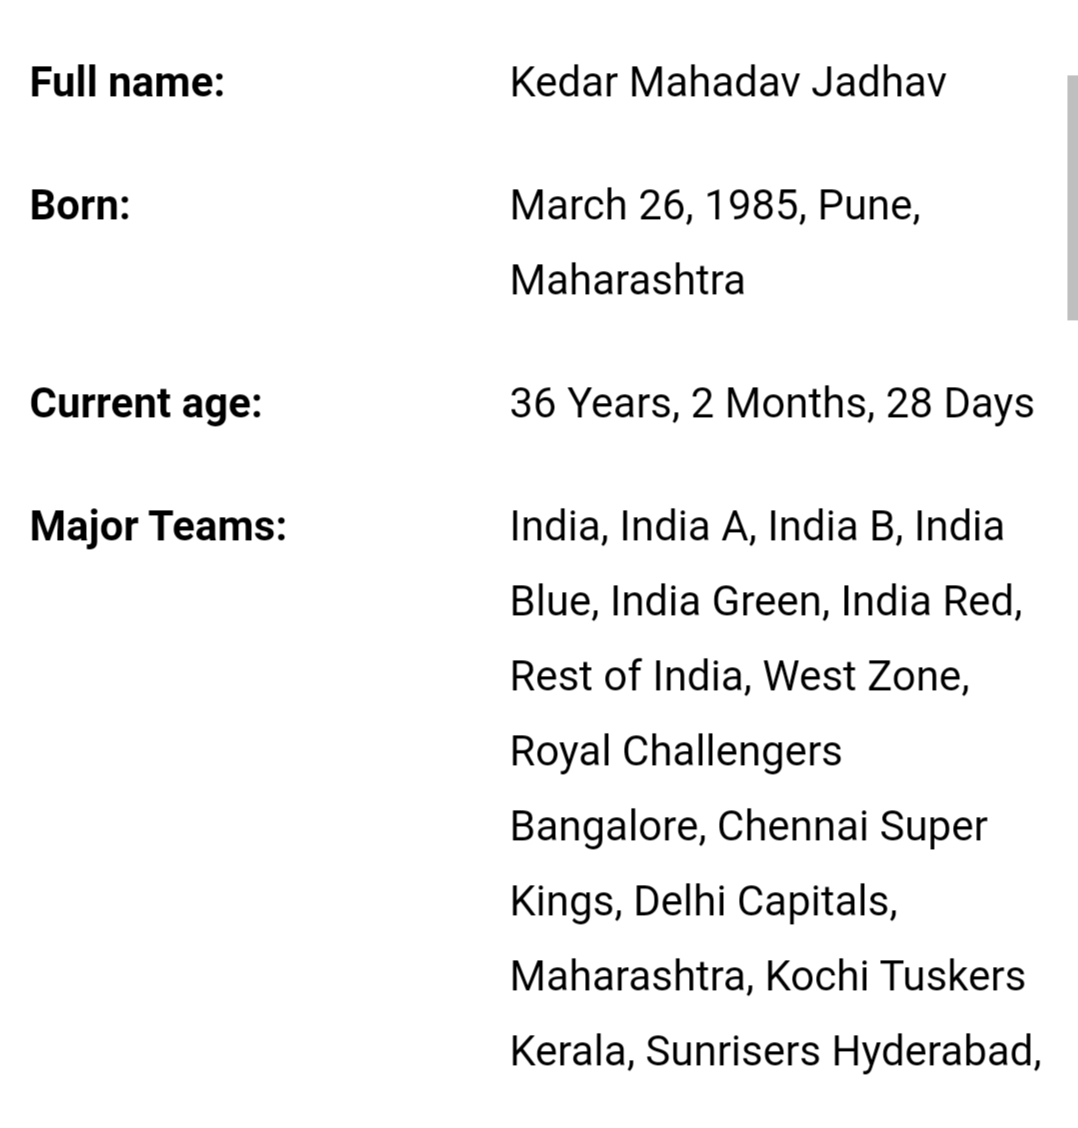 Full name: Kedar Mahadav Jadhav
Born: March 26, 1985, Pune,
Maharashtra
Current age: 36 Years, 2 Months, 28 Days
Major Teams: India, India A, India B, India
Blue, India Green, India Red,
Rest of India, West Zone,
Royal Challengers
Bangalore, Chennai Super
Kings, Delhi Capitals,
Maharashtra, Kochi Tuskers
Kerala, Sunrisers Hyderabad,